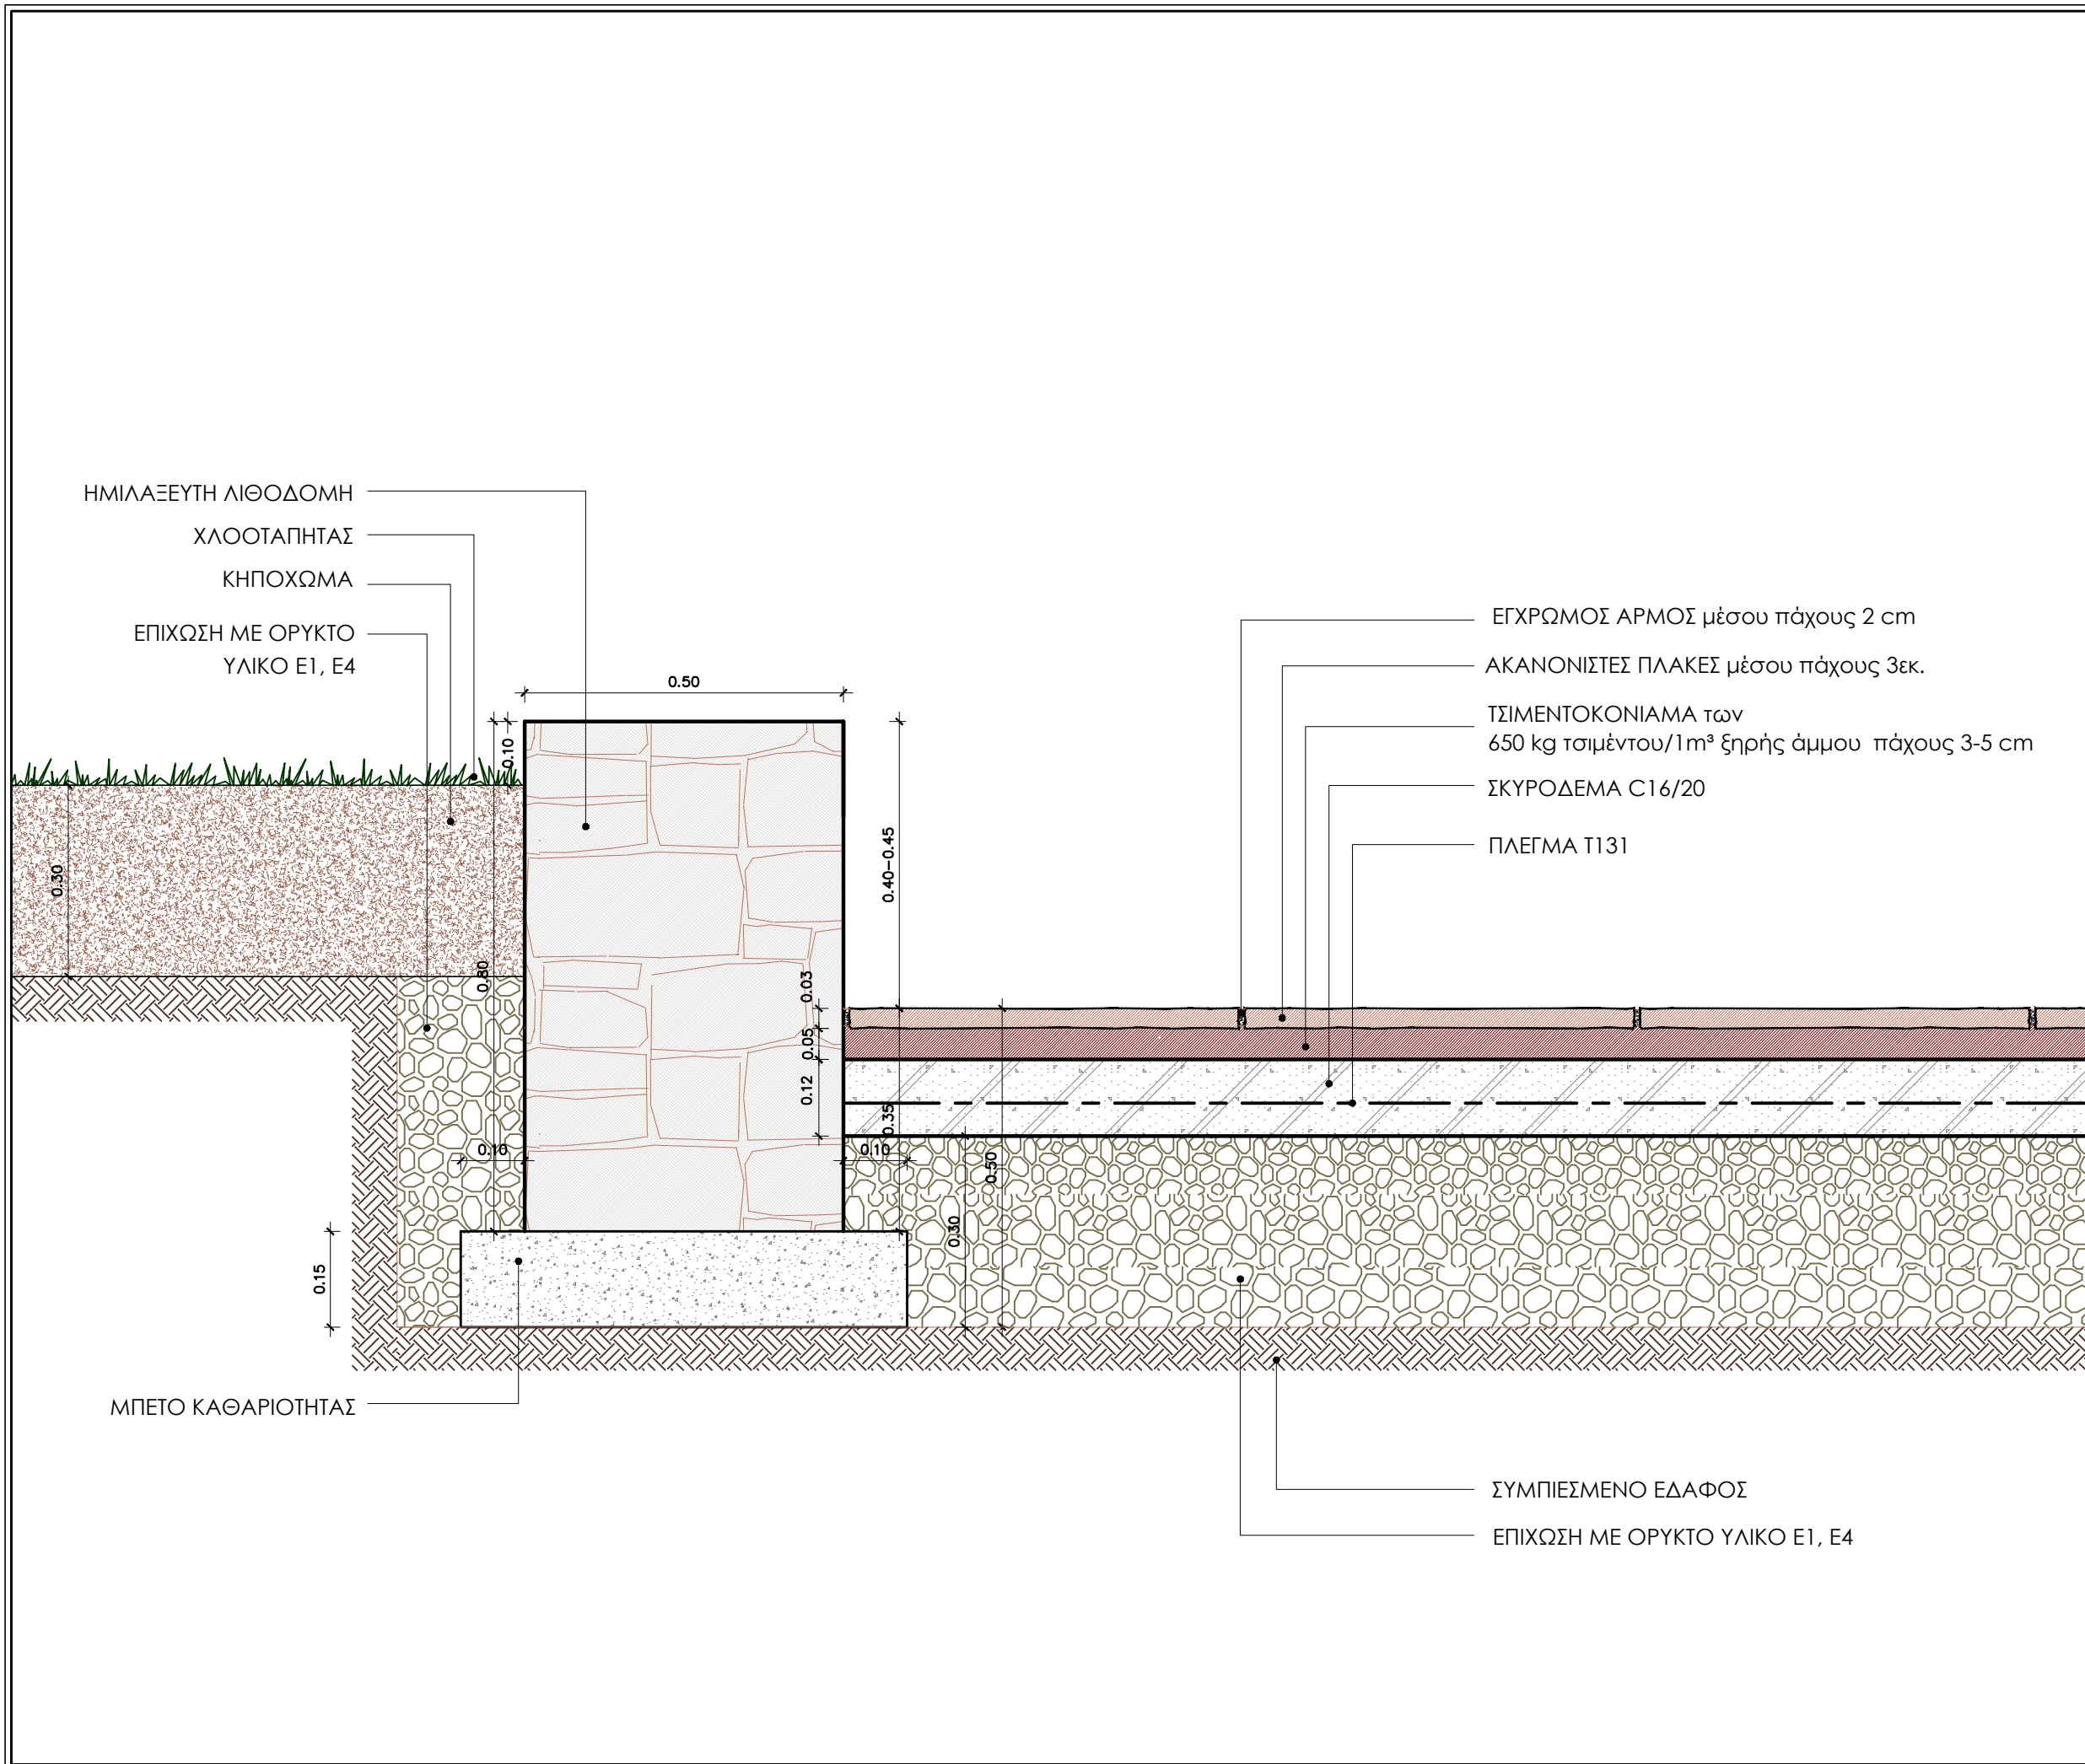 ΗΜΙΛΑΞΕΥΤΗ ΛΙΘΟΔΟΜΗ
ΧΛΟΟΤΑΠΗΤΑΣ
ΚΗΠΟΧΩΜΑ
ΕΠΙΧΩΣΗ ΜΕ ΟΡΥΚΤΟ
ΥΛΙΚΟ Ε1, Ε4
ΕΓΧΡΩΜΟΣ ΑΡΜΟΣ μέσου πάχους 2 cm
ΑΚΑΝΟΝΙΣΤΕΣ ΠΛΑΚΕΣ μέσου πάχους 3εκ.
ΤΣΙΜΕΝΤΟΚΟΝΙΑΜΑ των
650 kg τσιμέντου/1m³ ξηρής άμμου πάχους 3-5 cm
ΣΚΥΡΟΔΕΜΑ C16/20
ΠΛΕΓΜΑ Τ131
0.50
0.10
0.40-0.45
0.30
0.80
0.03
0.05
0.12
0.35
0.10
0.10
0.50
0.30
0.15
ΜΠΕΤΟ ΚΑΘΑΡΙΟΤΗΤΑΣ
ΣΥΜΠΙΕΣΜΕΝΟ ΕΔΑΦΟΣ
ΕΠΙΧΩΣΗ ΜΕ ΟΡΥΚΤΟ ΥΛΙΚΟ Ε1, Ε4